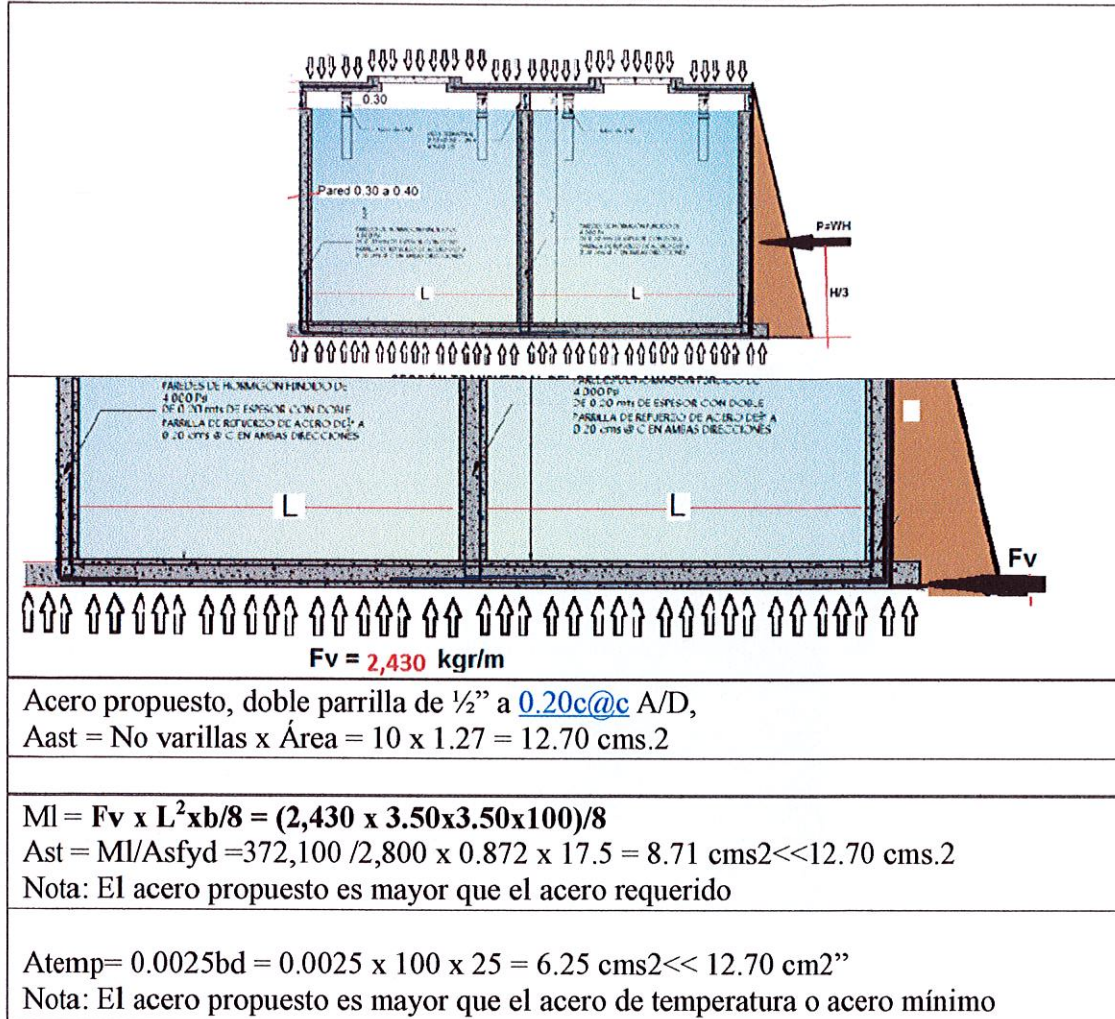 0.30
Pared 0.30 a 0.40
P=WH
L
L
H/3
PAREDES DE HORMIGON FUNDIDO DE
4 000 Psi
DE 0.20 mts DE ESPESOR CON DOBLE
PARRILLA DE REFUERZO DE ACERO DE½" A
0.20 cms @ C EN AMBAS DIRECCIONES
4 000 Psi
DE 0.20 mts DE ESPESOR CON DOBLE
PARRILLA DE REFUERZO DE ACERO DE½" A
0.20 cms @ C EN AMBAS DIRECCIONES
L
L
Fv
Fv = 2,430 kgr/m
Acero propuesto, doble parrilla de ½” a 0.20c@c A/D,
Aast = No varillas x Área = 10 x 1.27 = 12.70 cms.2
Ml = Fv x L²xb/8 = (2,430 x 3.50x3.50x100)/8
Ast = Ml/Asfyd =372,100 /2,800 x 0.872 x 17.5 = 8.71 cms2<<12.70 cms.2
Nota: El acero propuesto es mayor que el acero requerido
Atemp= 0.0025bd = 0.0025 x 100 x 25 = 6.25 cms2<< 12.70 cm2”
Nota: El acero propuesto es mayor que el acero de temperatura o acero mínimo